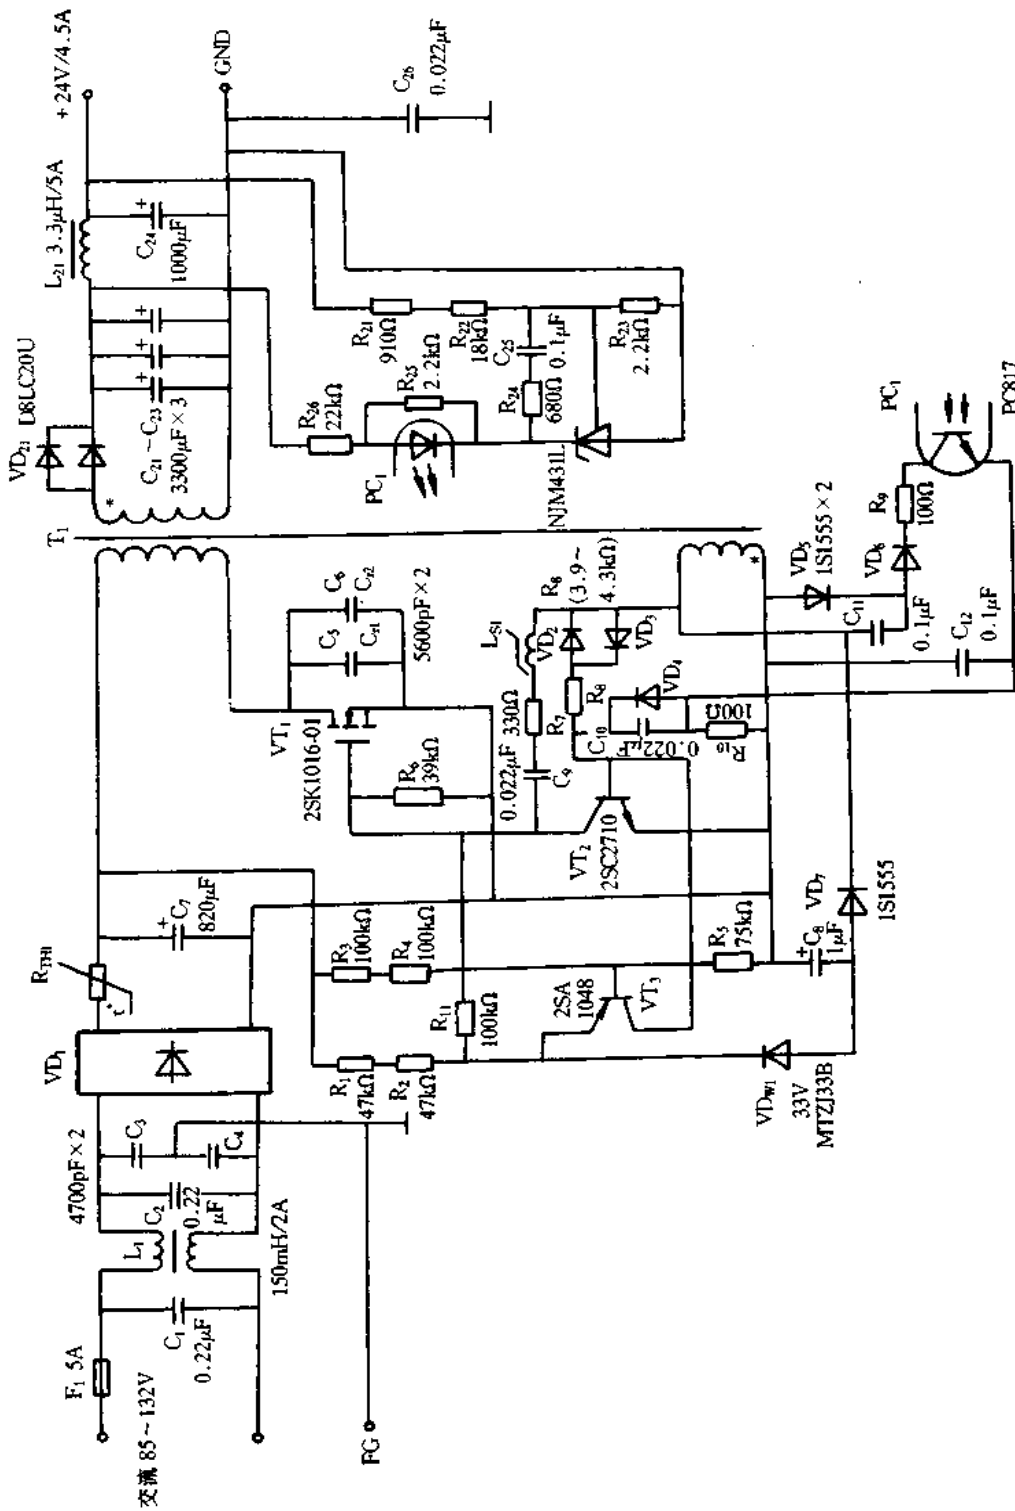 交流 85~132V
F₁ 5A
C₁
0.22μF
L₁
150mH/2A
C₂
0.22
μF
4700pF×2
C₃
C₄
FG
VD₁
R_TH1
t°
C₇
820μF
R₁
47kΩ
R₂
47kΩ
R₃
100kΩ
R₄
100kΩ
R₁₁
100kΩ
2SA
1048
VT₃
R₅
75kΩ
C₈
1μF
VD_W1
33V
MTZJ33B
VD₇
1S1555
VT₁
2SK1016-01
R₆
39kΩ
C₅
C_r1
C₆
C_r2
5600pF×2
0.022μF
C₉
330Ω
R₇
L_S1
R₈
(3.9~
4.3kΩ)
VD₂
VD₃
R₈
VT₂
2SC2710
C₁₀
0.022μF
VD₄
R₁₀
100Ω
T₁
*
*
VD₅
1S1555×2
VD₆
C₁₁
0.1μF
C₁₂
0.1μF
R₉
100Ω
PC₁
PC817
VD₂₁ D8LC20U
C₂₁~C₂₃
3300μF×3
L₂₁ 3.3μH/5A
C₂₄
1000μF
+24V/4.5A
GND
C₂₆
0.022μF
R₂₆
22kΩ
PC₁
R₂₅
2.2kΩ
R₂₁
910Ω
R₂₂
18kΩ
C₂₅
0.1μF
R₂₄
680Ω
R₂₃
2.2kΩ
NJM431L